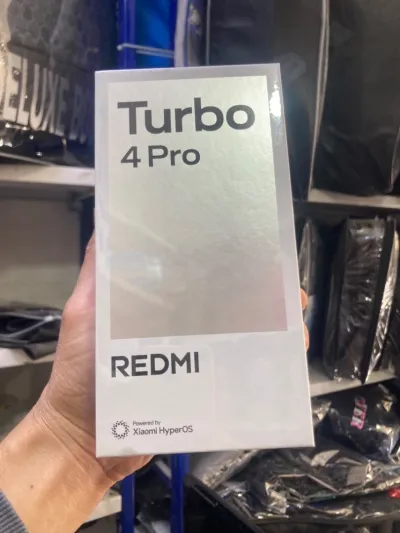 Turbo
4 Pro
REDMI
Powered by
Xiaomi HyperOS